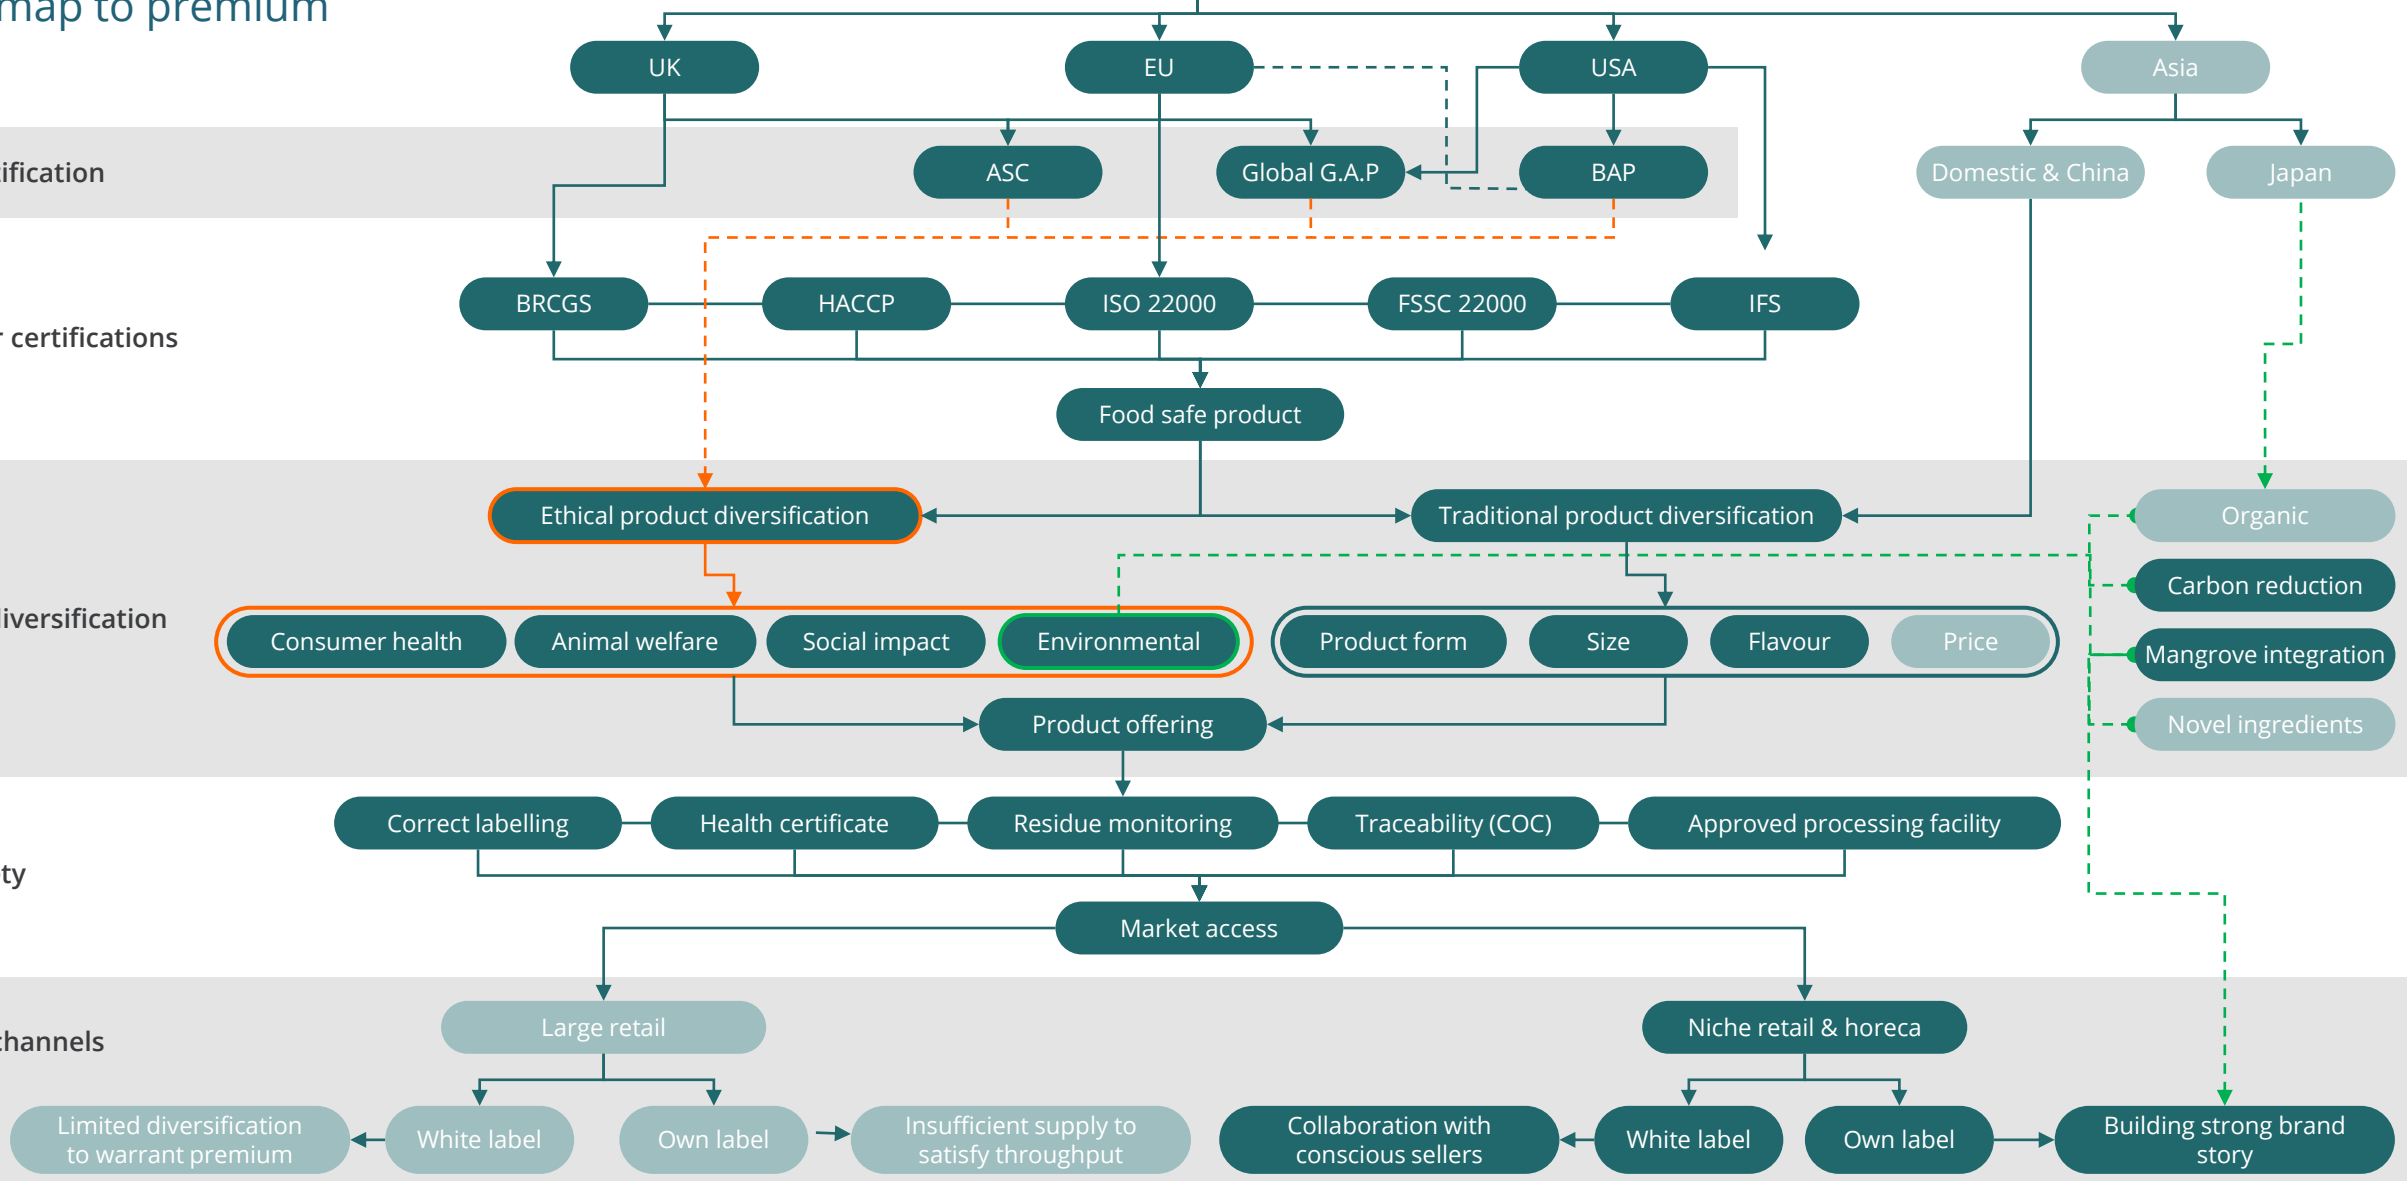 map to premium
UK
EU
USA
Asia
ification
ASC
Global G.A.P
BAP
Domestic & China
Japan
BRCGS
HACCP
ISO 22000
FSSC 22000
IFS
r certifications
Food safe product
Ethical product diversification
Traditional product diversification
Organic
Carbon reduction
liversification
Consumer health
Animal welfare
Social impact
Environmental
Product form
Size
Flavour
Price
Mangrove integration
Product offering
Novel ingredients
Correct labelling
Health certificate
Residue monitoring
Traceability (COC)
Approved processing facility
ty
Market access
Large retail
Niche retail & horeca
channels
Limited diversification
to warrant premium
White label
Own label
Insufficient supply to
satisfy throughput
Collaboration with
conscious sellers
White label
Own label
Building strong brand
story